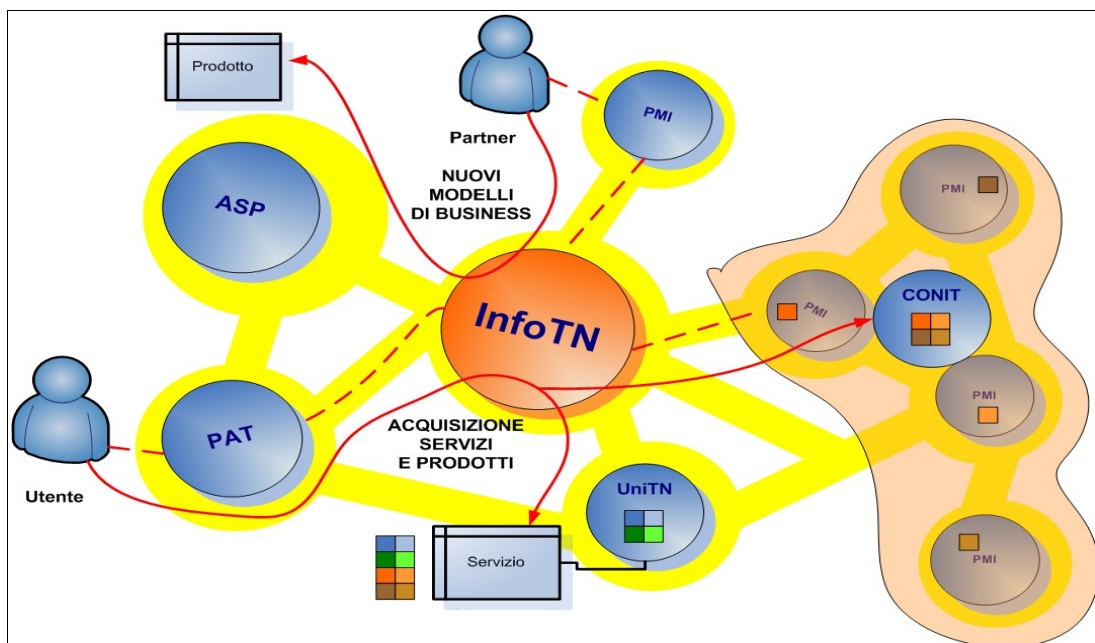 Prodotto
Partner
PMI
NUOVI
MODELLI
DI BUSINESS
ASP
PMI
InfoTN
PMI
CONIT
PMI
PAT
ACQUISIZIONE
SERVIZI
E PRODOTTI
Utente
UniTN
Servizio
PMI